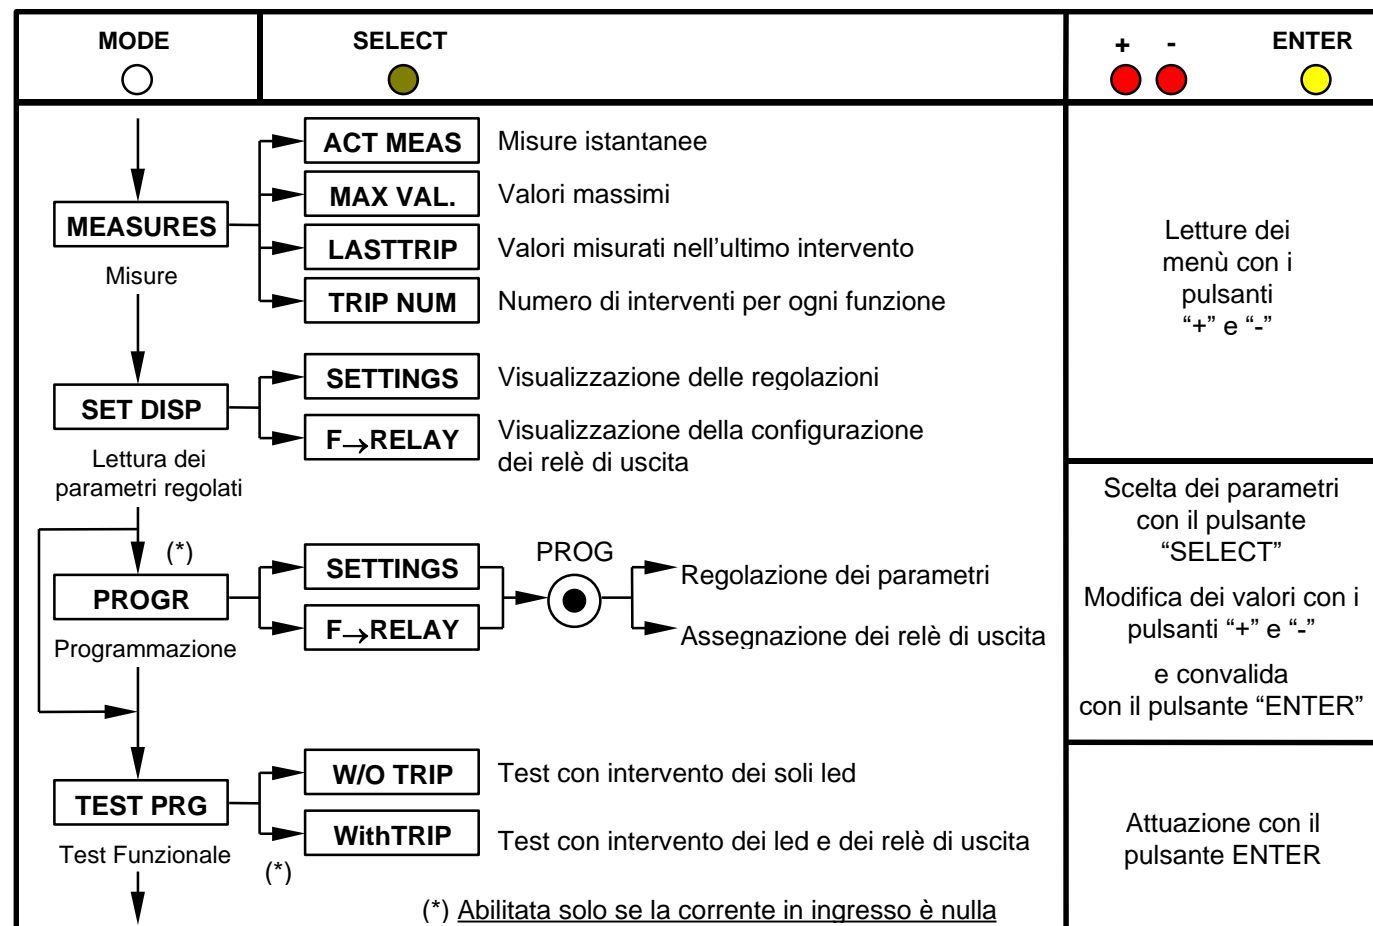 MODE
SELECT
+ -
ENTER
ACT MEAS Misure istantanee
MAX VAL. Valori massimi
MEASURES
LASTTRIP Valori misurati nell’ultimo intervento
Misure
TRIP NUM Numero di interventi per ogni funzione
Letture dei
menù con i
pulsanti
“+” e “-”
SETTINGS Visualizzazione delle regolazioni
SET DISP
F→RELAY Visualizzazione della configurazione
dei relè di uscita
Lettura dei
parametri regolati
(*)
SETTINGS
PROG
Regolazione dei parametri
PROGR
F→RELAY
Assegnazione dei relè di uscita
Programmazione
Scelta dei parametri
con il pulsante
“SELECT”
Modifica dei valori con i
pulsanti “+” e “-”
e convalida
con il pulsante “ENTER”
W/O TRIP Test con intervento dei soli led
TEST PRG
WithTRIP Test con intervento dei led e dei relè di uscita
Test Funzionale
(*)
Attuazione con il
pulsante ENTER
(*) Abilitata solo se la corrente in ingresso è nulla